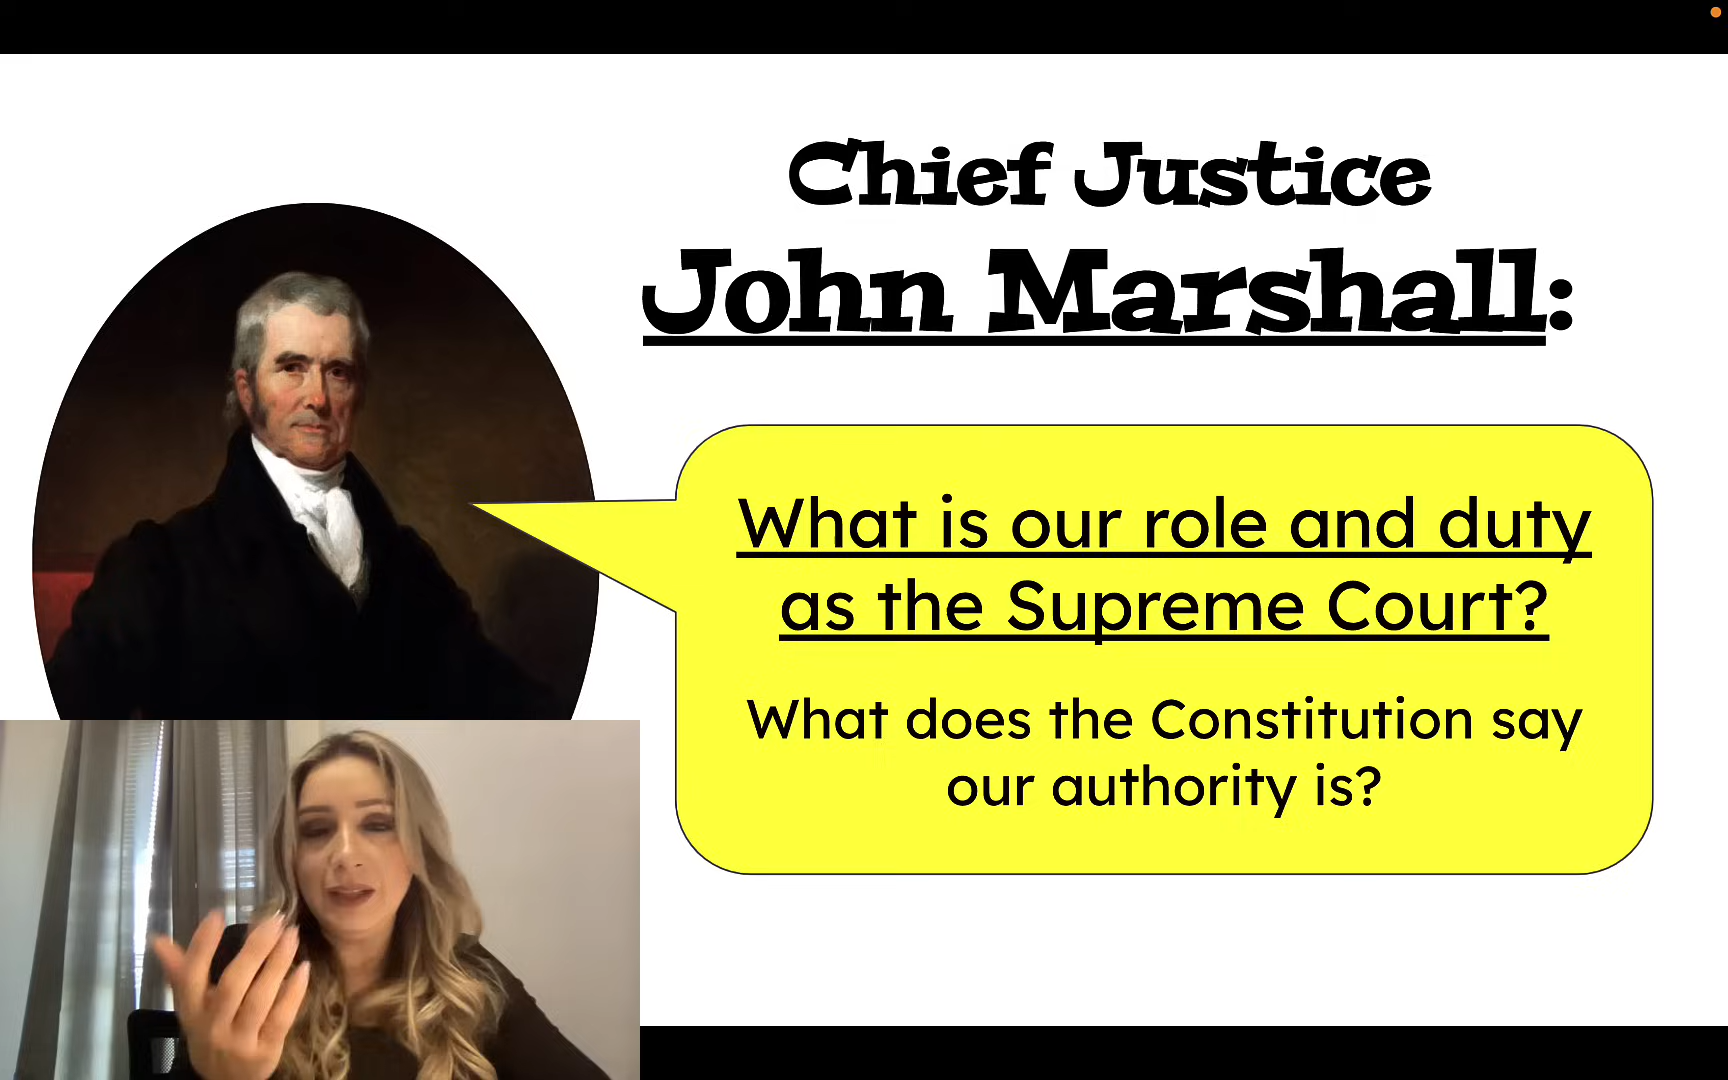 Chief Justice
John Marshall:
What is our role and duty
as the Supreme Court?
What does the Constitution say
our authority is?